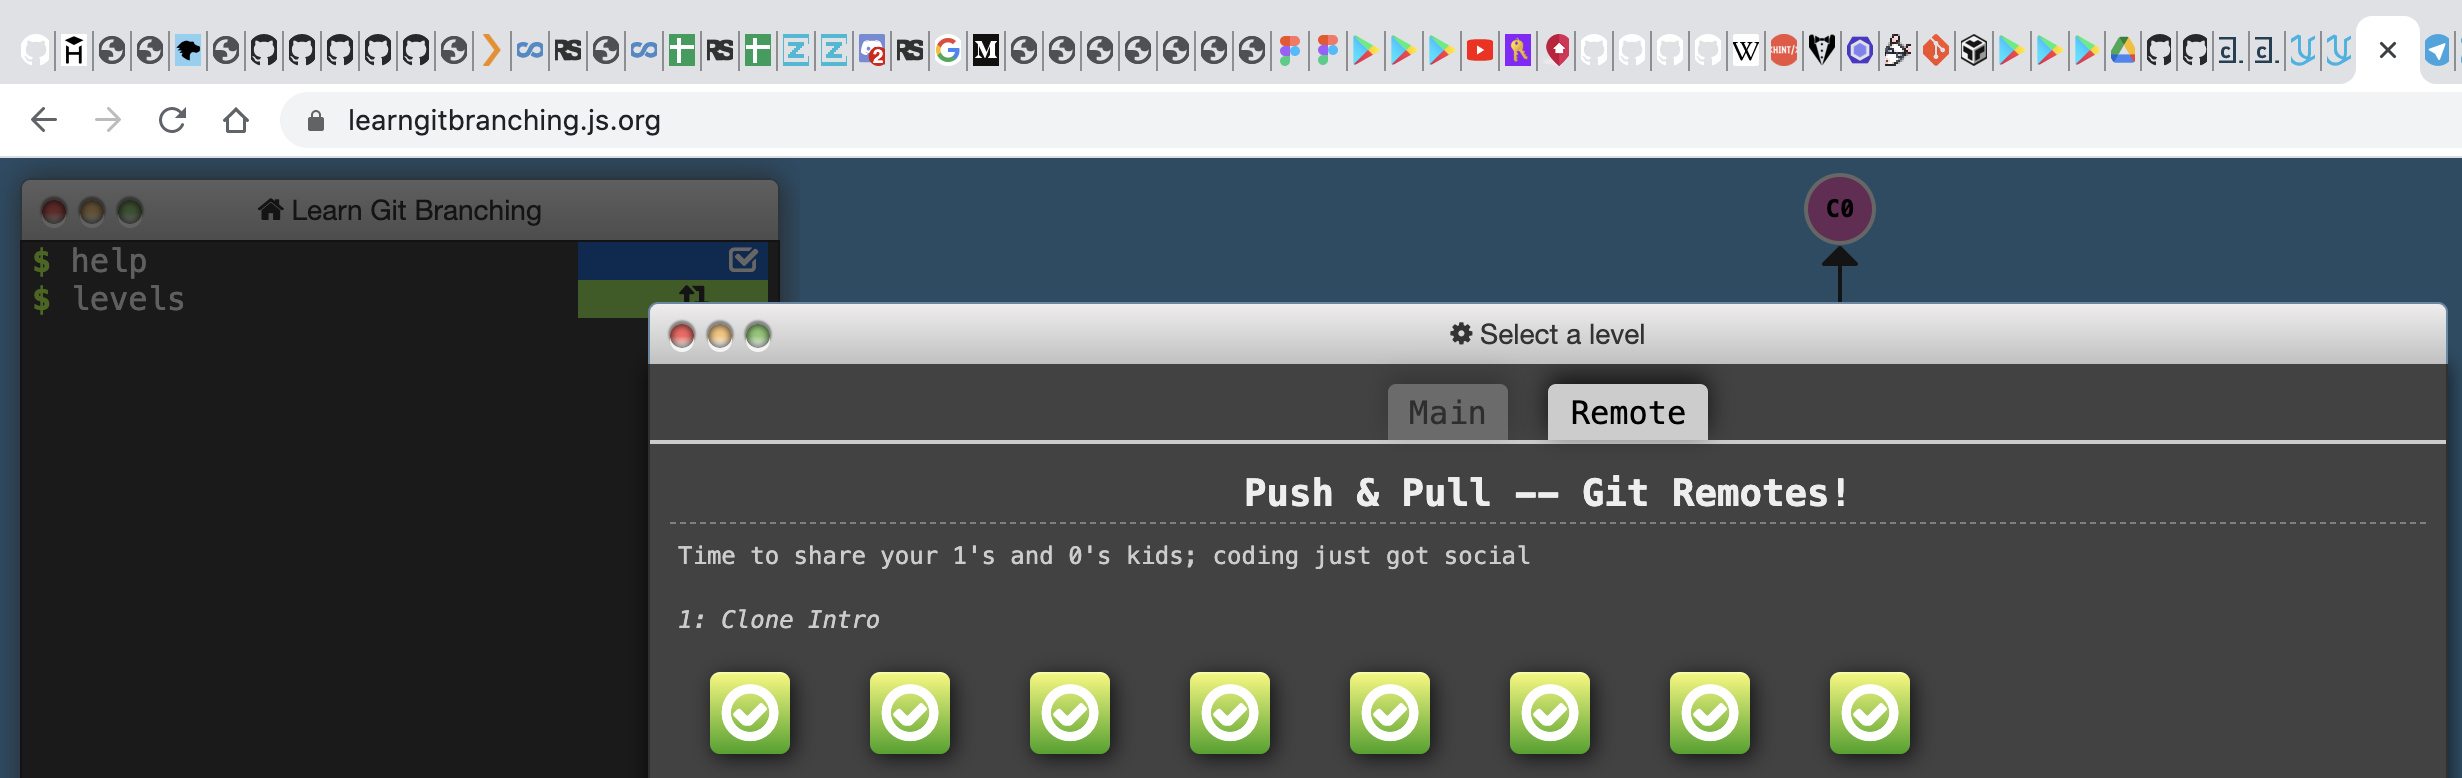 learngitbranching.js.org
Learn Git Branching
C0
$ help
$ levels
Select a level
Main Remote
Push & Pull -- Git Remotes!
Time to share your 1's and 0's kids; coding just got social
1: Clone Intro